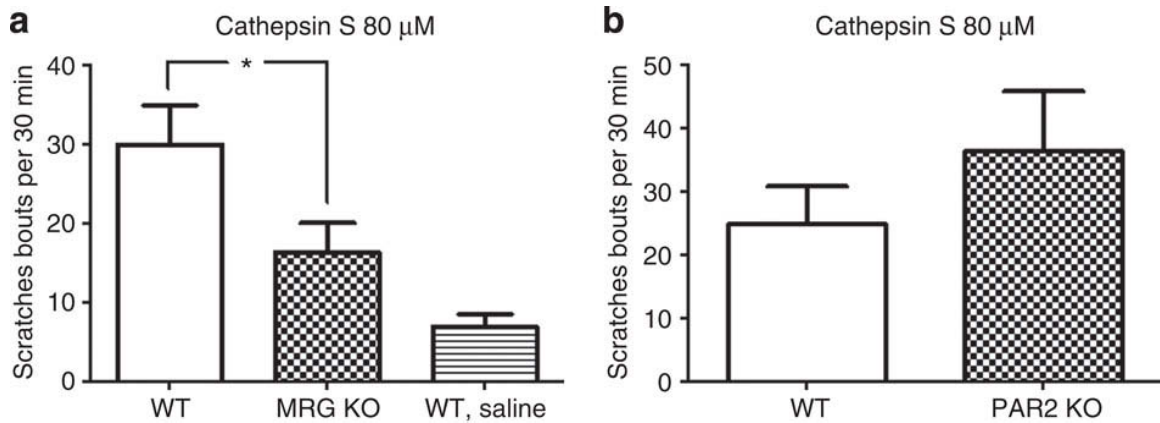 a
Cathepsin S 80 μM
Scratches bouts per 30 min
40
30
20
10
0
*
WT
MRG KO
WT, saline
b
Cathepsin S 80 μM
Scratches bouts per 30 min
50
40
30
20
10
0
WT
PAR2 KO